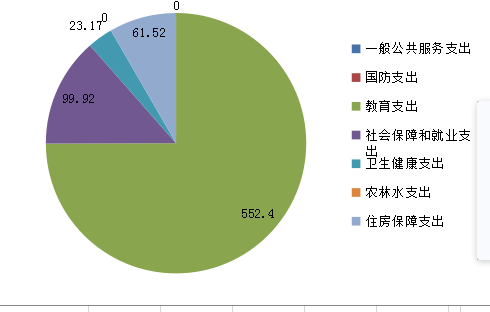 0
0
23.17
61.52
99.92
552.4
一般公共服务支出
国防支出
教育支出
社会保障和就业支
出
卫生健康支出
农林水支出
住房保障支出